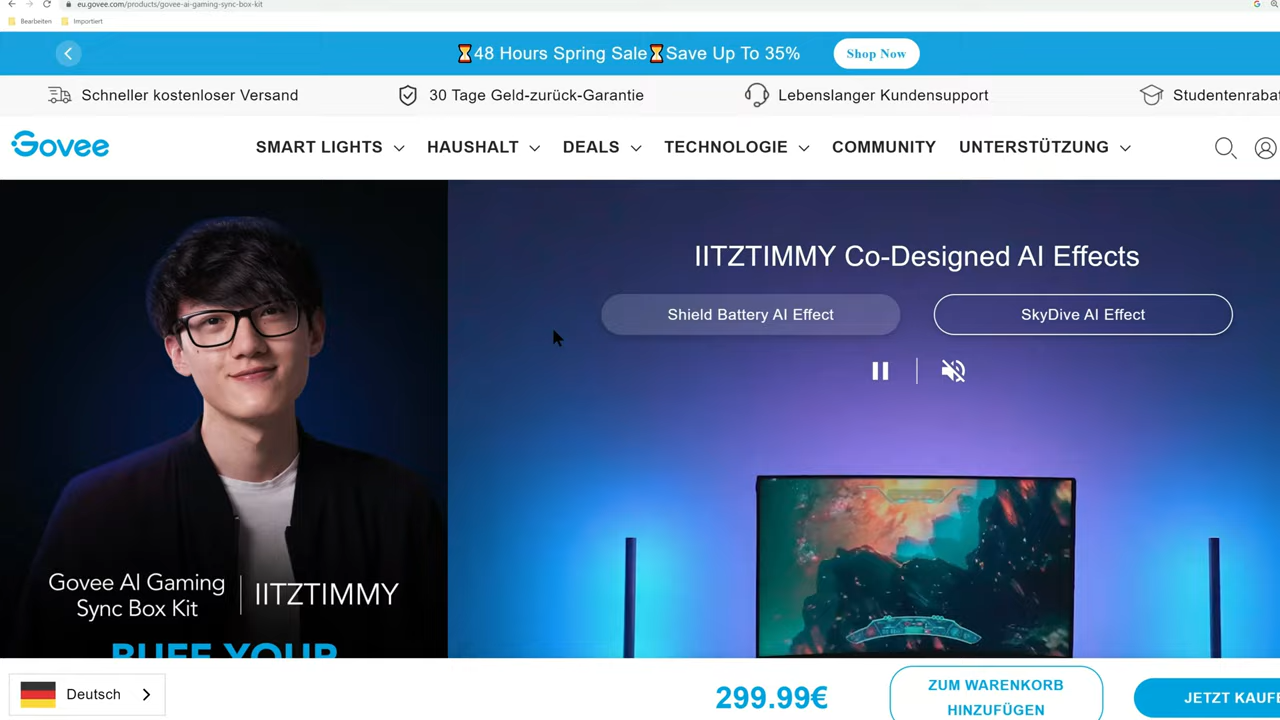 eu.govee.com/products/govee-ai-gaming-sync-box-kit
Bearbeiten Importiert
⏳48 Hours Spring Sale⏳Save Up To 35% Shop Now
Schneller kostenloser Versand 30 Tage Geld-zurück-Garantie Lebenslanger Kundensupport
Govee SMART LIGHTS HAUSHALT DEALS TECHNOLOGIE COMMUNITY UNTERSTÜTZUNG
IITZTIMMY Co-Designed AI Effects
Shield Battery AI Effect SkyDive AI Effect
Govee AI Gaming
Sync Box Kit
IITZTIMMY
BUFF YOUR
Deutsch
299.99€
ZUM WARENKORB
HINZUFÜGEN
JETZT